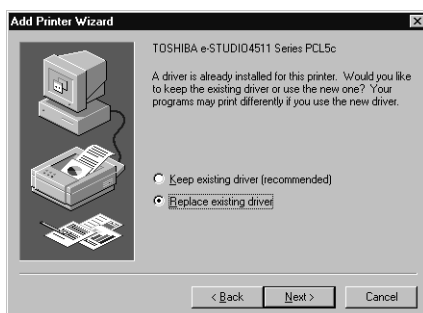 Add Printer Wizard
TOSHIBA e-STUDIO4511 Series PCL5c
A driver is already installed for this printer. Would you like
to keep the existing driver or use the new one? Your
programs may print differently if you use the new driver.
Keep existing driver (recommended)
Replace existing driver
< Back
Next >
Cancel